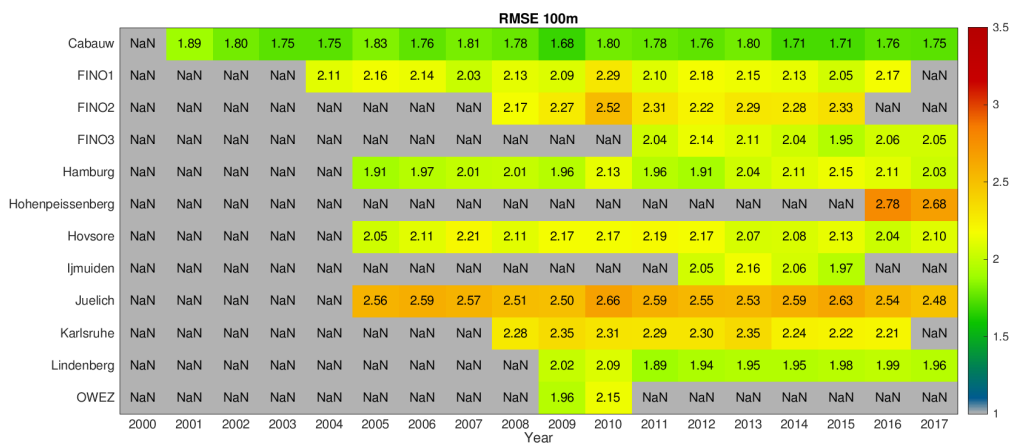 RMSE 100m
Cabauw NaN 1.89 1.80 1.75 1.75 1.83 1.76 1.81 1.78 1.68 1.80 1.78 1.76 1.80 1.71 1.71 1.76 1.75
FINO1 NaN NaN NaN NaN 2.11 2.16 2.14 2.03 2.13 2.09 2.29 2.10 2.18 2.15 2.13 2.05 2.17 NaN
FINO2 NaN NaN NaN NaN NaN NaN NaN NaN 2.17 2.27 2.52 2.31 2.22 2.29 2.28 2.33 NaN NaN
FINO3 NaN NaN NaN NaN NaN NaN NaN NaN NaN NaN NaN 2.04 2.14 2.11 2.04 1.95 2.06 2.05
Hamburg NaN NaN NaN NaN NaN 1.91 1.97 2.01 2.01 1.96 2.13 1.96 1.91 2.04 2.11 2.15 2.11 2.03
Hohenpeissenberg NaN NaN NaN NaN NaN NaN NaN NaN NaN NaN NaN NaN NaN NaN NaN NaN 2.78 2.68
Hovsore NaN NaN NaN NaN NaN 2.05 2.11 2.21 2.11 2.17 2.17 2.19 2.17 2.07 2.08 2.13 2.04 2.10
Ijmuiden NaN NaN NaN NaN NaN NaN NaN NaN NaN NaN NaN NaN 2.05 2.16 2.06 1.97 NaN NaN
Juelich NaN NaN NaN NaN NaN 2.56 2.59 2.57 2.51 2.50 2.66 2.59 2.55 2.53 2.59 2.63 2.54 2.48
Karlsruhe NaN NaN NaN NaN NaN NaN NaN NaN 2.28 2.35 2.31 2.29 2.30 2.35 2.24 2.22 2.21 NaN
Lindenberg NaN NaN NaN NaN NaN NaN NaN NaN NaN 2.02 2.09 1.89 1.94 1.95 1.95 1.98 1.99 1.96
OWEZ NaN NaN NaN NaN NaN NaN NaN NaN NaN 1.96 2.15 NaN NaN NaN NaN NaN NaN NaN
2000 2001 2002 2003 2004 2005 2006 2007 2008 2009 2010 2011 2012 2013 2014 2015 2016 2017
Year
3.5
3
2.5
2
1.5
1